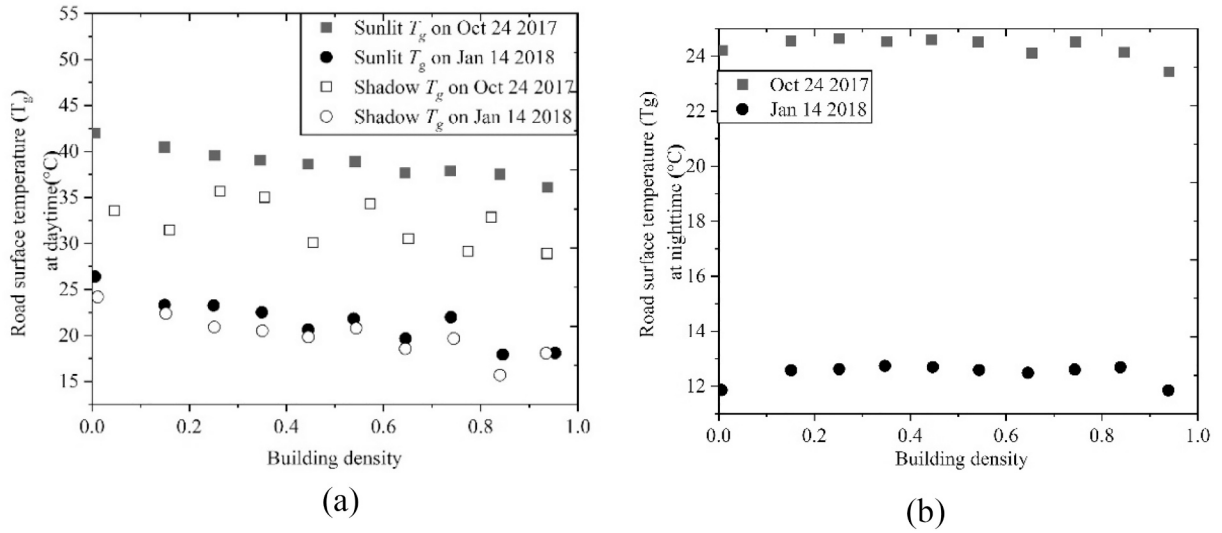 55
50
45
40
35
30
25
20
15
0.0 0.2 0.4 0.6 0.8 1.0
Road surface temperature (Tg)
at daytime(°C)
Building density
Sunlit Tg on Oct 24 2017
Sunlit Tg on Jan 14 2018
Shadow Tg on Oct 24 2017
Shadow Tg on Jan 14 2018
(a)
24
22
20
18
16
14
12
0.0 0.2 0.4 0.6 0.8 1.0
Road surface temperature (Tg)
at nighttime (°C)
Building density
Oct 24 2017
Jan 14 2018
(b)